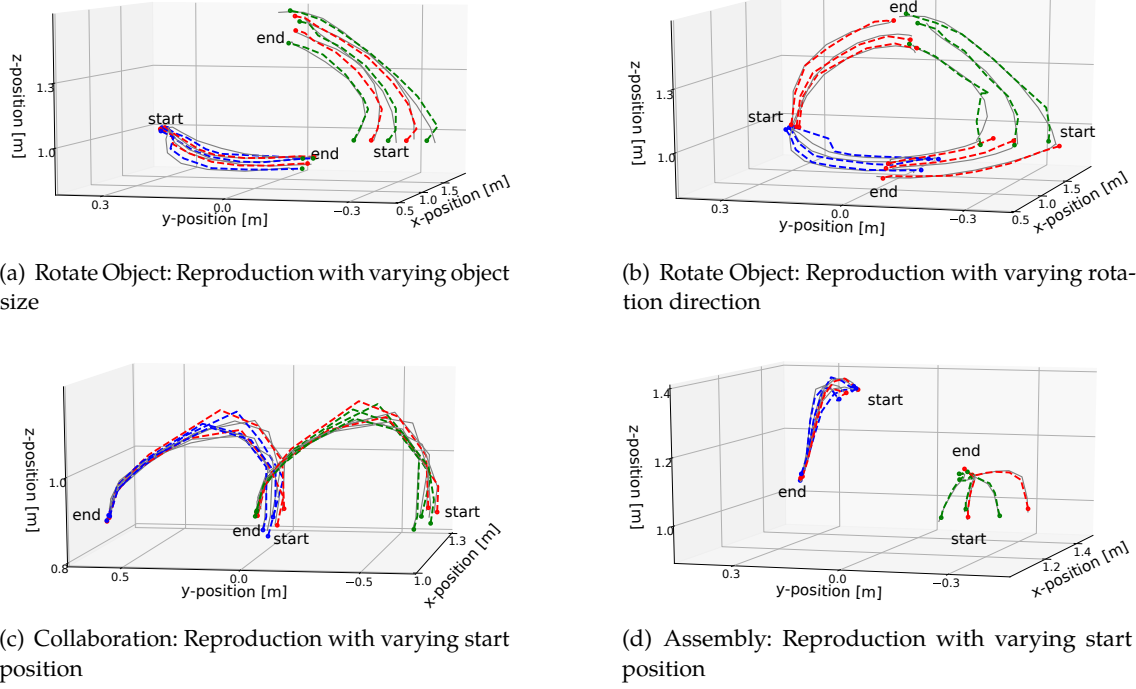 end
z-position [m]
end
1.3
start
1.0
end
start
1.5
1.0
0.5
x-position [m]
0.3
0.0
−0.3
y-position [m]
(a) Rotate Object: Reproduction with varying object
size
end
z-position [m]
1.3
start
start
1.0
1.5
end
1.0
0.5
x-position [m]
0.3
0.0
−0.3
y-position [m]
(b) Rotate Object: Reproduction with varying rota-
tion direction
z-position [m]
1.0
end
start
end
start
1.3
0.8
0.5
0.0
−0.5
1.0
x-position [m]
y-position [m]
(c) Collaboration: Reproduction with varying start
position
1.4
start
z-position [m]
end
1.2
end
1.0
start
1.4
1.2
0.3
0.0
−0.3
x-position [m]
y-position [m]
(d) Assembly: Reproduction with varying start
position